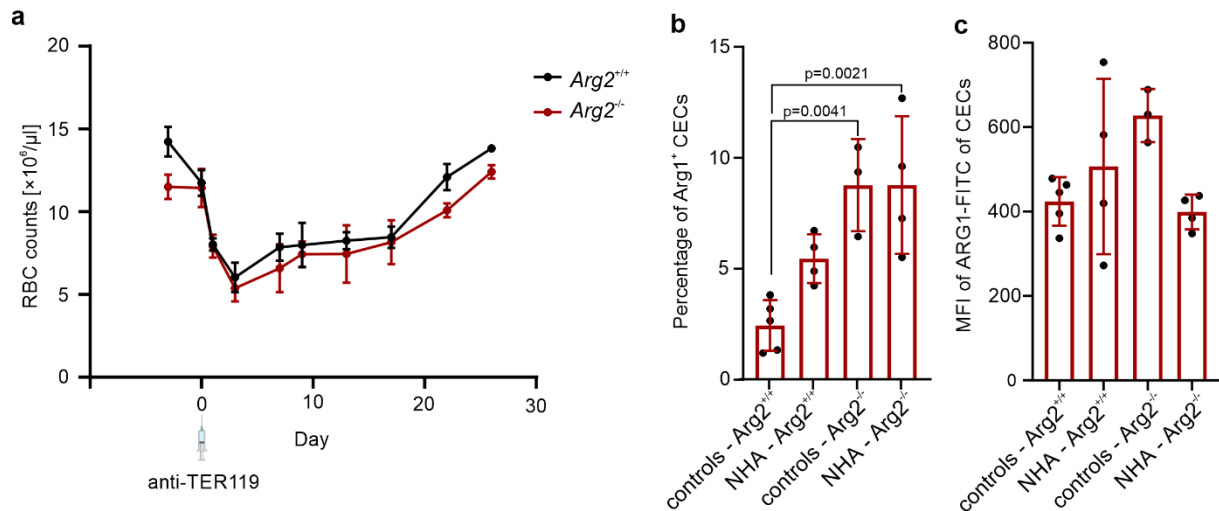 a
RBC counts [×10⁶/µl]
20
15
10
5
0
0
10
20
30
Day
anti-TER119
Arg2+/+
Arg2-/-
b
Percentage of Arg1+ CECs
15
10
5
0
p=0.0021
p=0.0041
controls - Arg2+/+
NHA - Arg2+/+
controls - Arg2-/-
NHA - Arg2-/-
c
MFI of ARG1-FITC of CECs
800
600
400
200
0
controls - Arg2+/+
NHA - Arg2+/+
controls - Arg2-/-
NHA - Arg2-/-